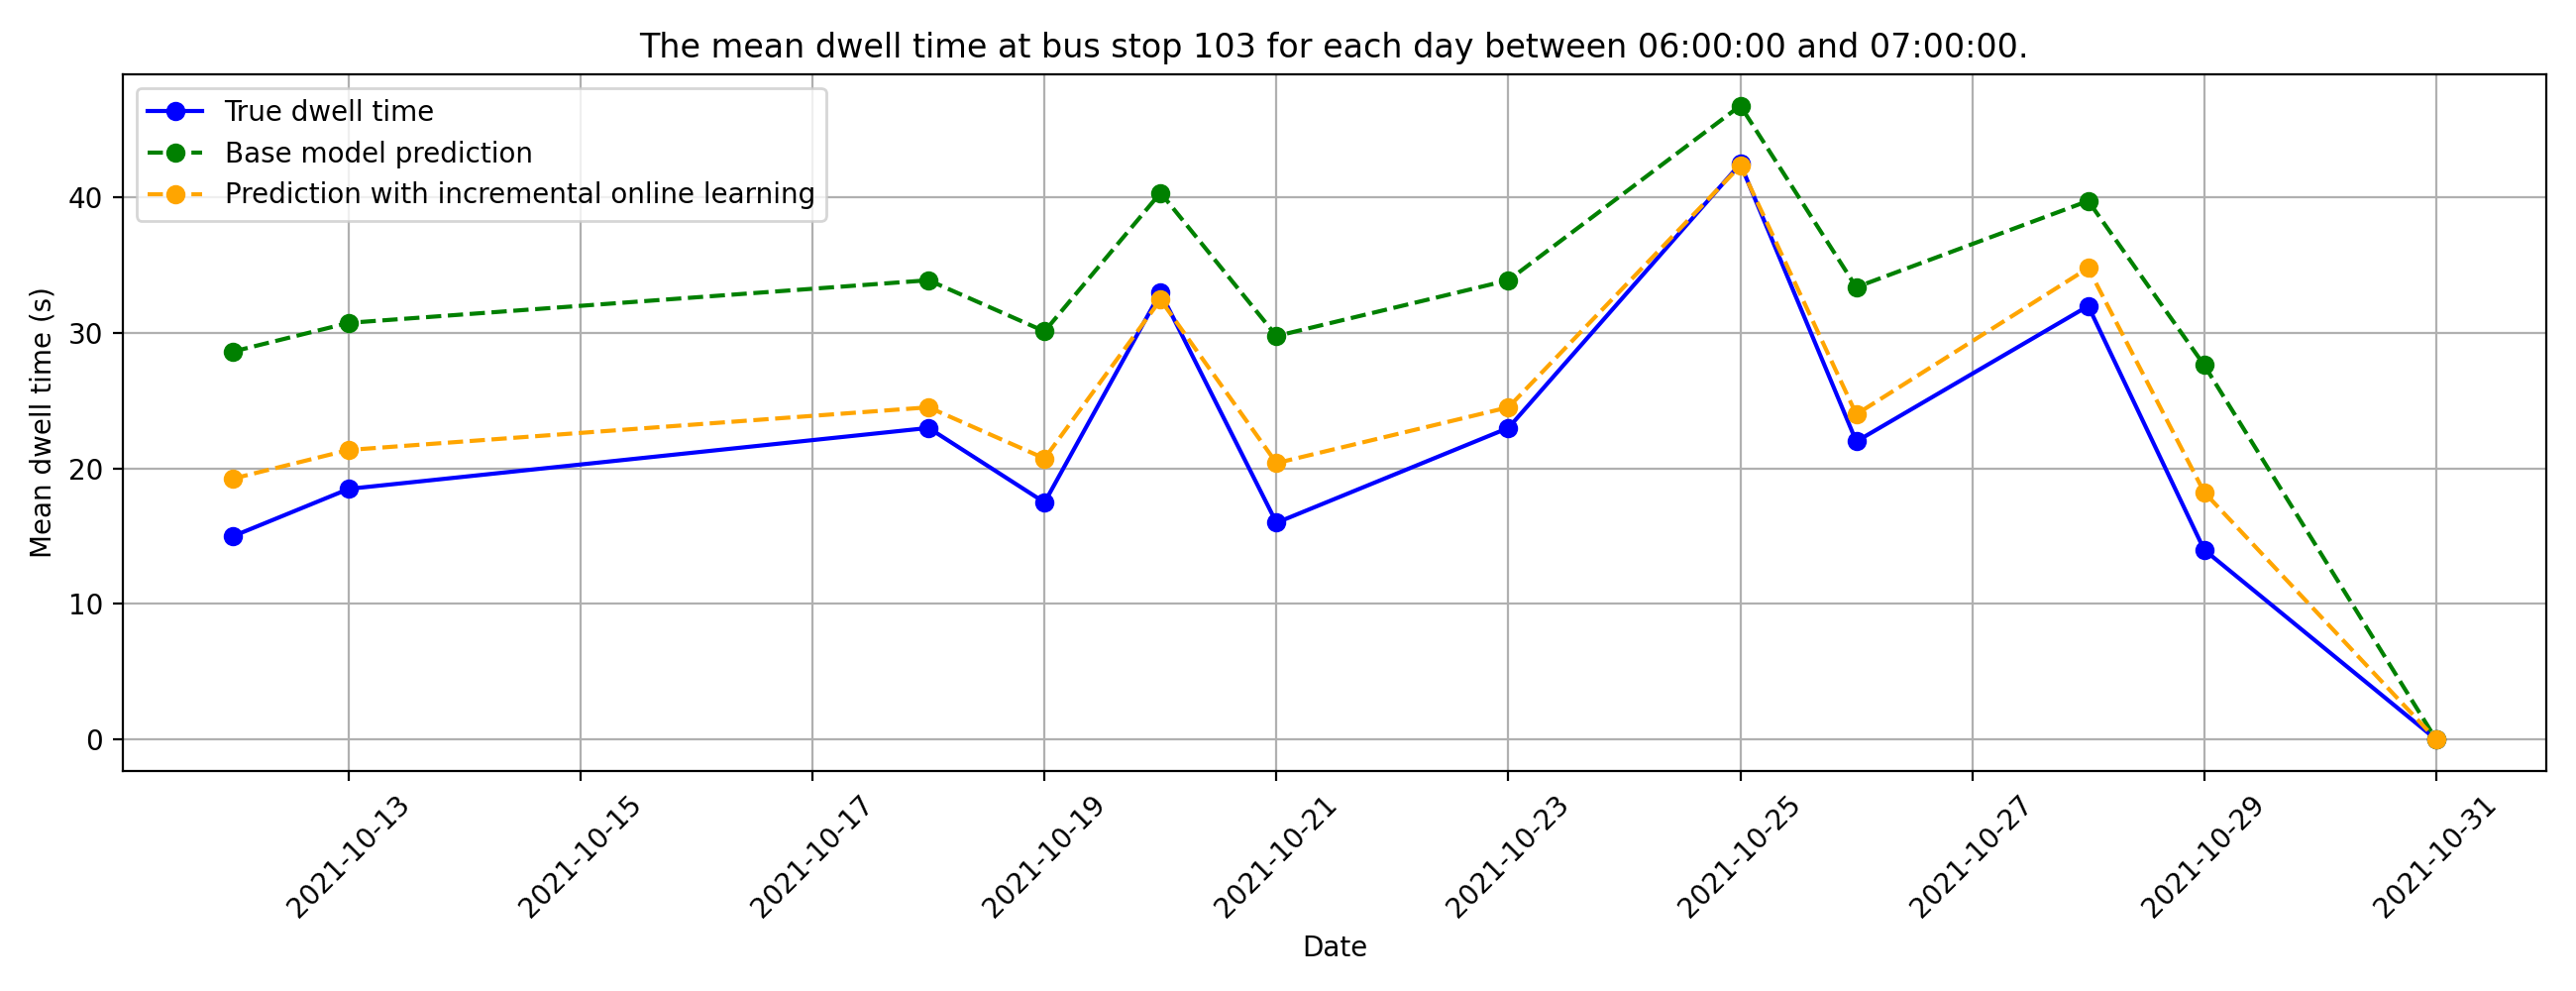 The mean dwell time at bus stop 103 for each day between 06:00:00 and 07:00:00.
True dwell time
Base model prediction
Prediction with incremental online learning
Mean dwell time (s)
40
30
20
10
0
2021-10-13
2021-10-15
2021-10-17
2021-10-19
2021-10-21
2021-10-23
2021-10-25
2021-10-27
2021-10-29
2021-10-31
Date